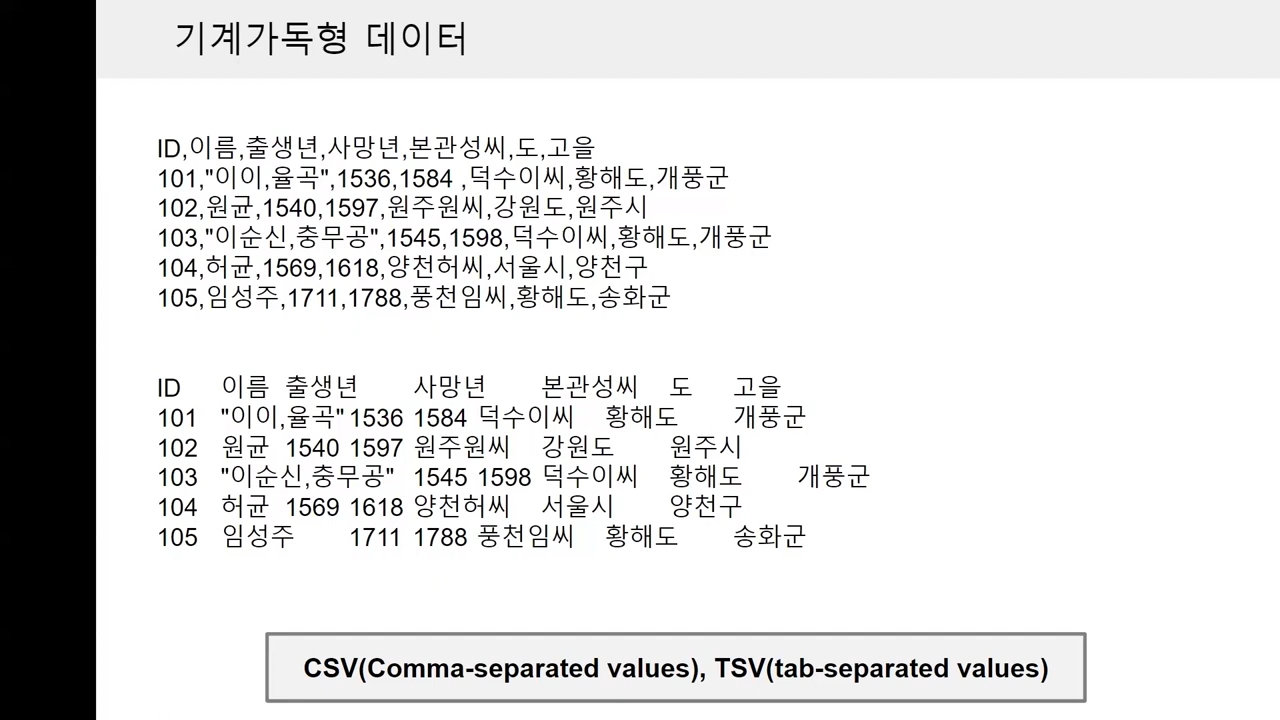 기계가독형 데이터
ID,이름,출생년,사망년,본관성씨,도,고을
101,"이이,율곡",1536,1584 ,덕수이씨,황해도,개풍군
102,원균,1540,1597,원주원씨,강원도,원주시
103,"이순신,충무공",1545,1598,덕수이씨,황해도,개풍군
104,허균,1569,1618,양천허씨,서울시,양천구
105,임성주,1711,1788,풍천임씨,황해도,송화군
ID 이름 출생년 사망년 본관성씨 도 고을
101 "이이,율곡" 1536 1584 덕수이씨 황해도 개풍군
102 원균 1540 1597 원주원씨 강원도 원주시
103 "이순신,충무공" 1545 1598 덕수이씨 황해도 개풍군
104 허균 1569 1618 양천허씨 서울시 양천구
105 임성주 1711 1788 풍천임씨 황해도 송화군
CSV(Comma-separated values), TSV(tab-separated values)